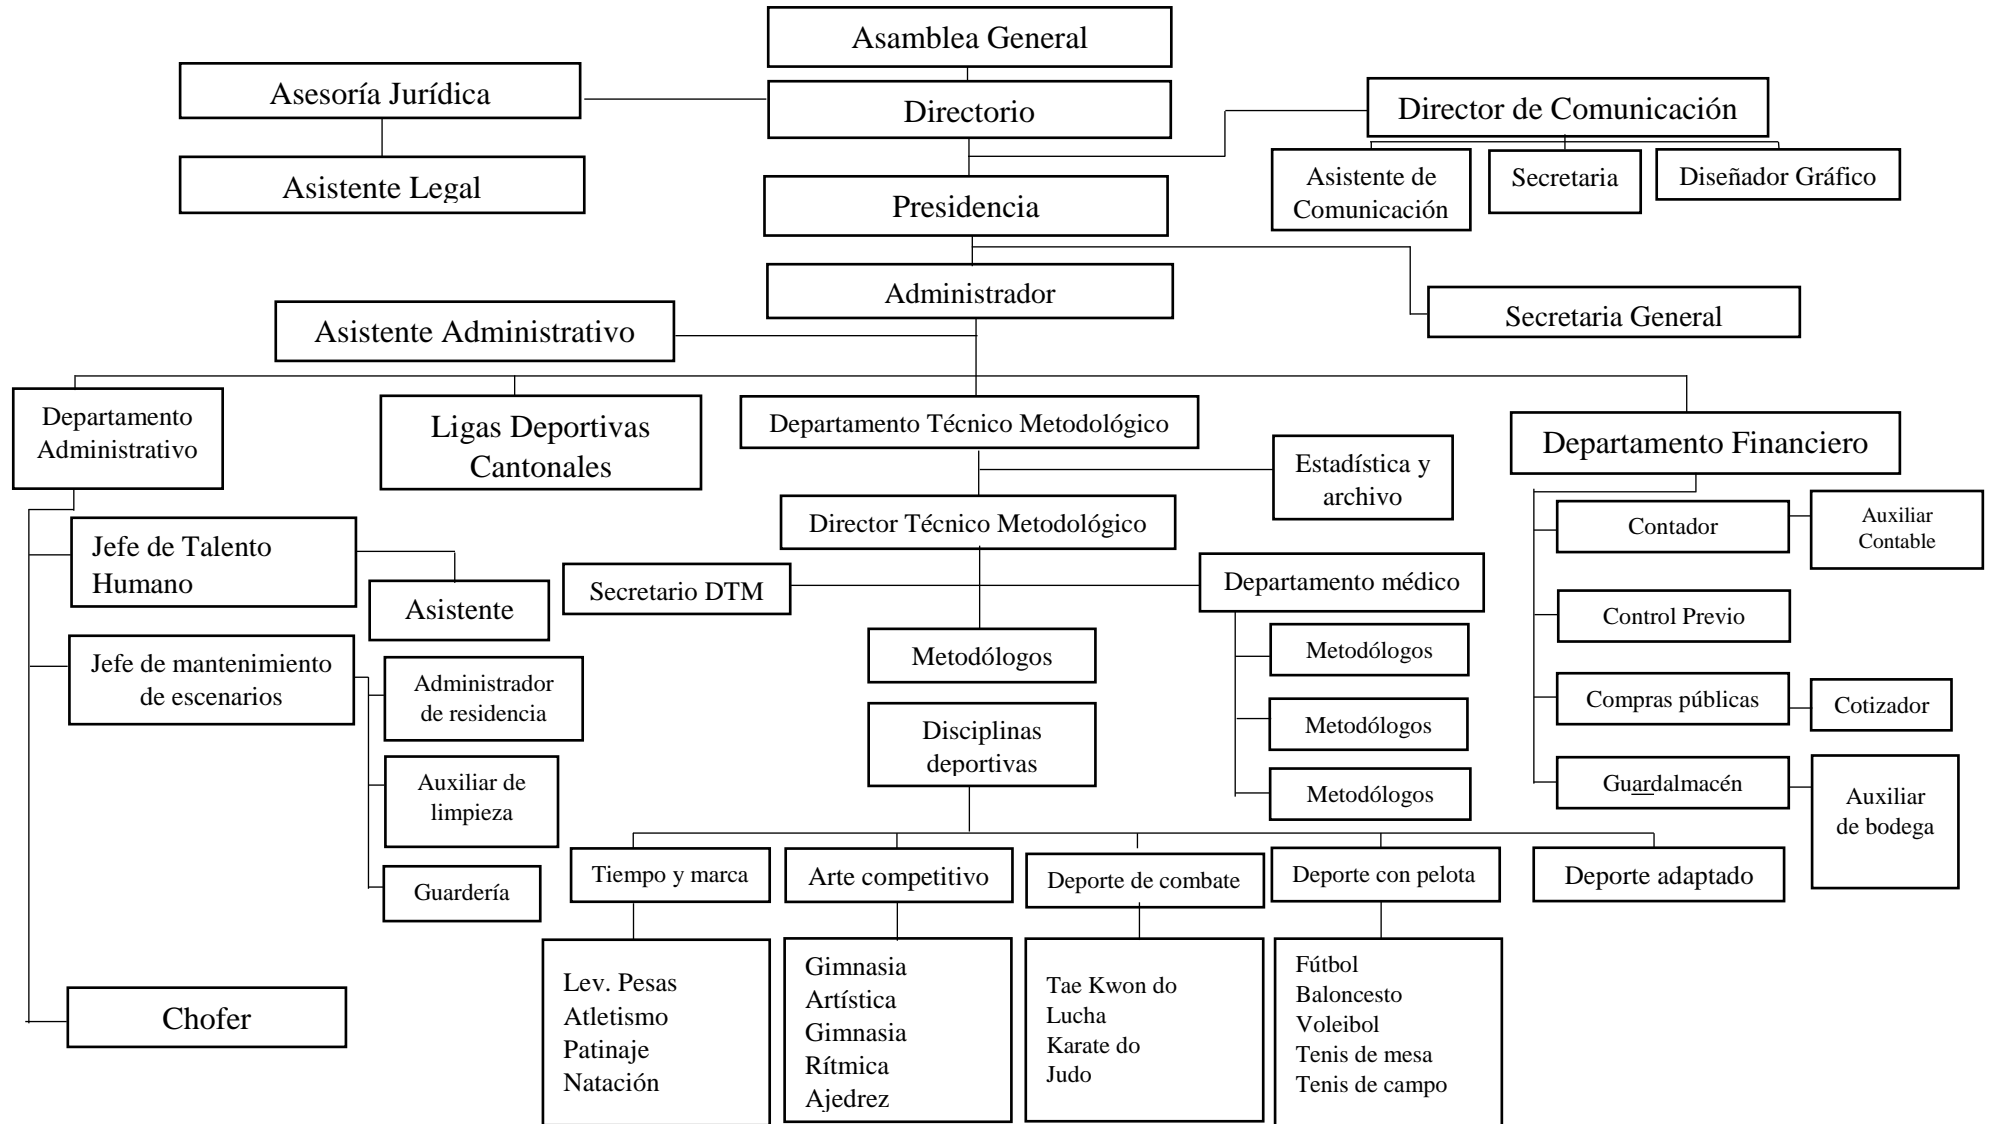 Asamblea General
Asesoría Jurídica
Directorio
Director de Comunicación
Asistente Legal
Asistente de
Comunicación
Secretaria
Diseñador Gráfico
Presidencia
Administrador
Asistente Administrativo
Secretaria General
Departamento
Administrativo
Ligas Deportivas
Cantonales
Departamento Técnico Metodológico
Departamento Financiero
Estadística y
archivo
Director Técnico Metodológico
Contador
Auxiliar
Contable
Jefe de Talento
Humano
Asistente
Secretario DTM
Departamento médico
Control Previo
Metodólogos
Metodólogos
Jefe de mantenimiento
de escenarios
Administrador
de residencia
Compras públicas
Cotizador
Disciplinas
deportivas
Metodólogos
Auxiliar de
limpieza
Metodólogos
Guardalmacén
Auxiliar
de bodega
Guardería
Tiempo y marca
Arte competitivo
Deporte de combate
Deporte con pelota
Deporte adaptado
Chofer
Lev. Pesas
Atletismo
Patinaje
Natación
Gimnasia
Artística
Gimnasia
Rítmica
Ajedrez
Tae Kwon do
Lucha
Karate do
Judo
Fútbol
Baloncesto
Voleibol
Tenis de mesa
Tenis de campo